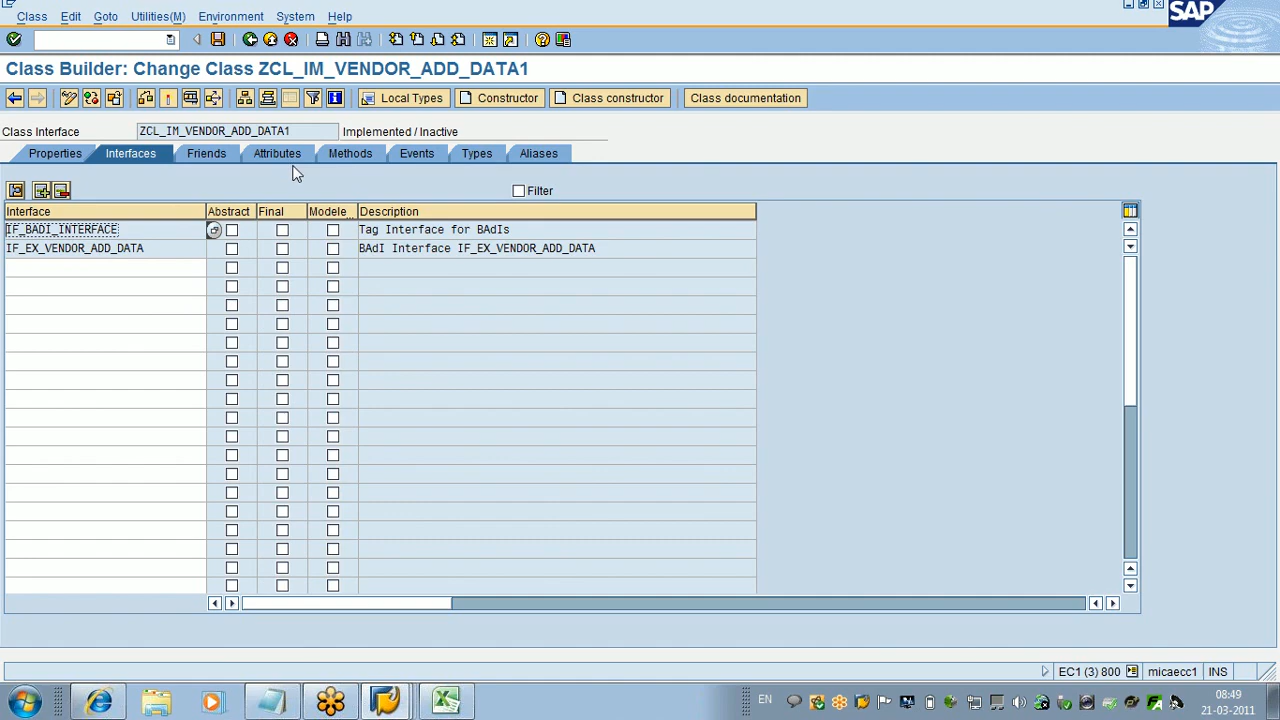 Class Edit Goto Utilities(M) Environment System Help
SAP
Class Builder: Change Class ZCL_IM_VENDOR_ADD_DATA1
Local Types Constructor Class constructor Class documentation
Class Interface ZCL_IM_VENDOR_ADD_DATA1 Implemented / Inactive
Properties Interfaces Friends Attributes Methods Events Types Aliases
Filter
Interface Abstract Final Modele... Description
IF_BADI_INTERFACE Tag Interface for BAdIs
IF_EX_VENDOR_ADD_DATA BAdI Interface IF_EX_VENDOR_ADD_DATA
EC1 (3) 800 micaecc1 INS
EN 08:49
21-03-2011